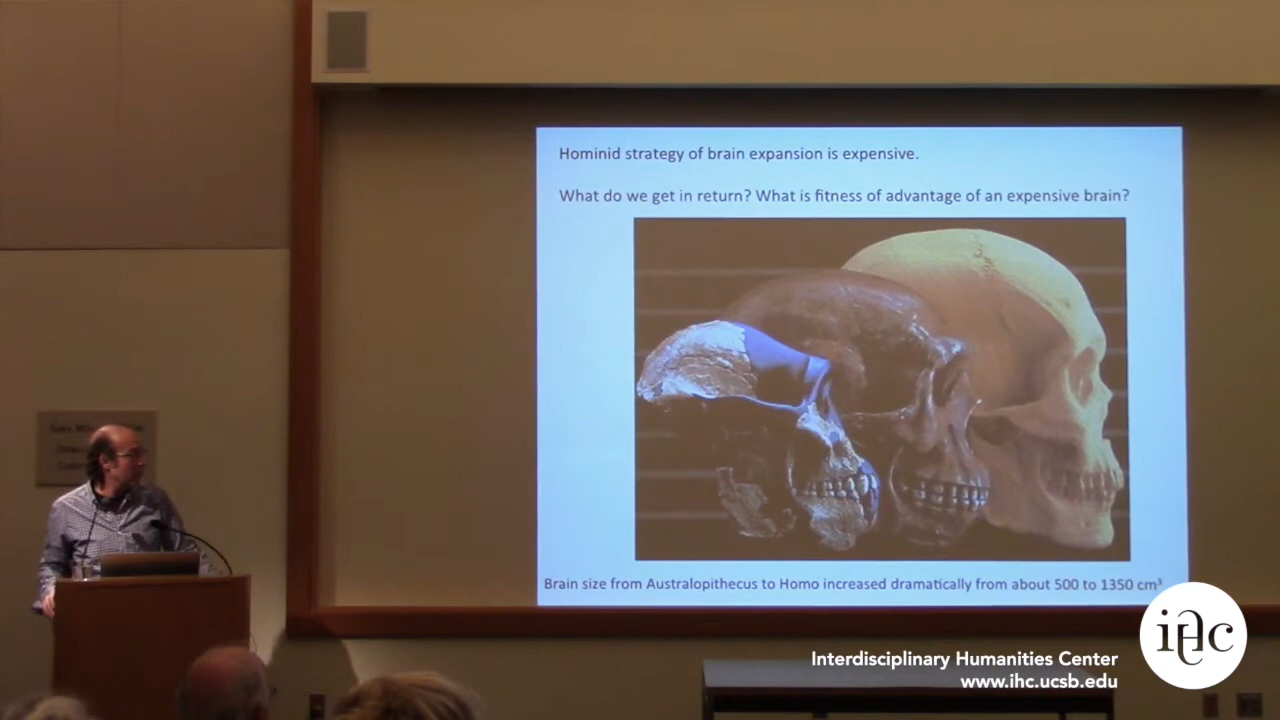 Hominid strategy of brain expansion is expensive.
What do we get in return? What is fitness of advantage of an expensive brain?
Brain size from Australopithecus to Homo increased dramatically from about 500 to 1350 cm³
ihc
Interdisciplinary Humanities Center
www.ihc.ucsb.edu